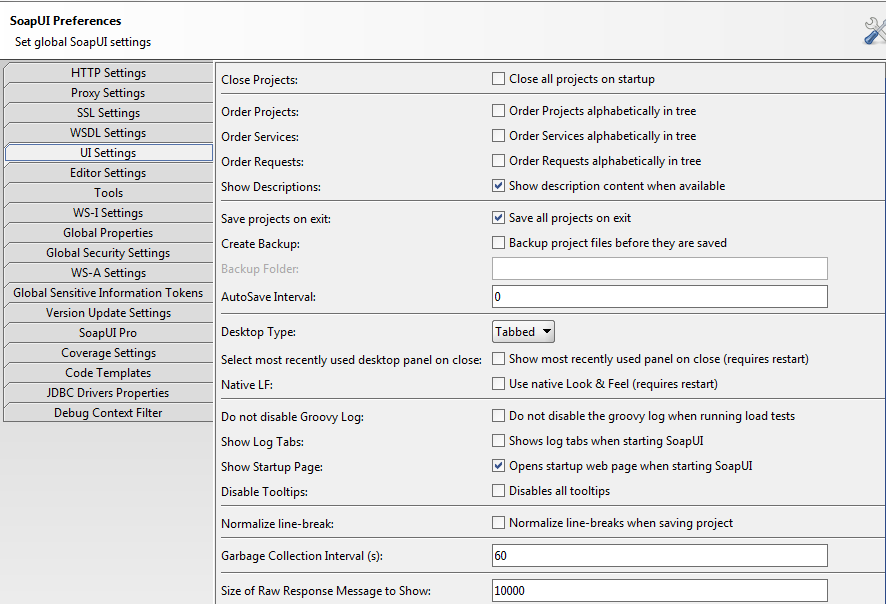 SoapUI Preferences
Set global SoapUI settings
HTTP Settings
Proxy Settings
SSL Settings
WSDL Settings
UI Settings
Editor Settings
Tools
WS-I Settings
Global Properties
Global Security Settings
WS-A Settings
Global Sensitive Information Tokens
Version Update Settings
SoapUI Pro
Coverage Settings
Code Templates
JDBC Drivers Properties
Debug Context Filter
Close Projects: Close all projects on startup
Order Projects: Order Projects alphabetically in tree
Order Services: Order Services alphabetically in tree
Order Requests: Order Requests alphabetically in tree
Show Descriptions: Show description content when available
Save projects on exit: Save all projects on exit
Create Backup: Backup project files before they are saved
Backup Folder:
AutoSave Interval: 0
Desktop Type: Tabbed
Select most recently used desktop panel on close: Show most recently used panel on close (requires restart)
Native LF: Use native Look & Feel (requires restart)
Do not disable Groovy Log: Do not disable the groovy log when running load tests
Show Log Tabs: Shows log tabs when starting SoapUI
Show Startup Page: Opens startup web page when starting SoapUI
Disable Tooltips: Disables all tooltips
Normalize line-break: Normalize line-breaks when saving project
Garbage Collection Interval (s): 60
Size of Raw Response Message to Show: 10000